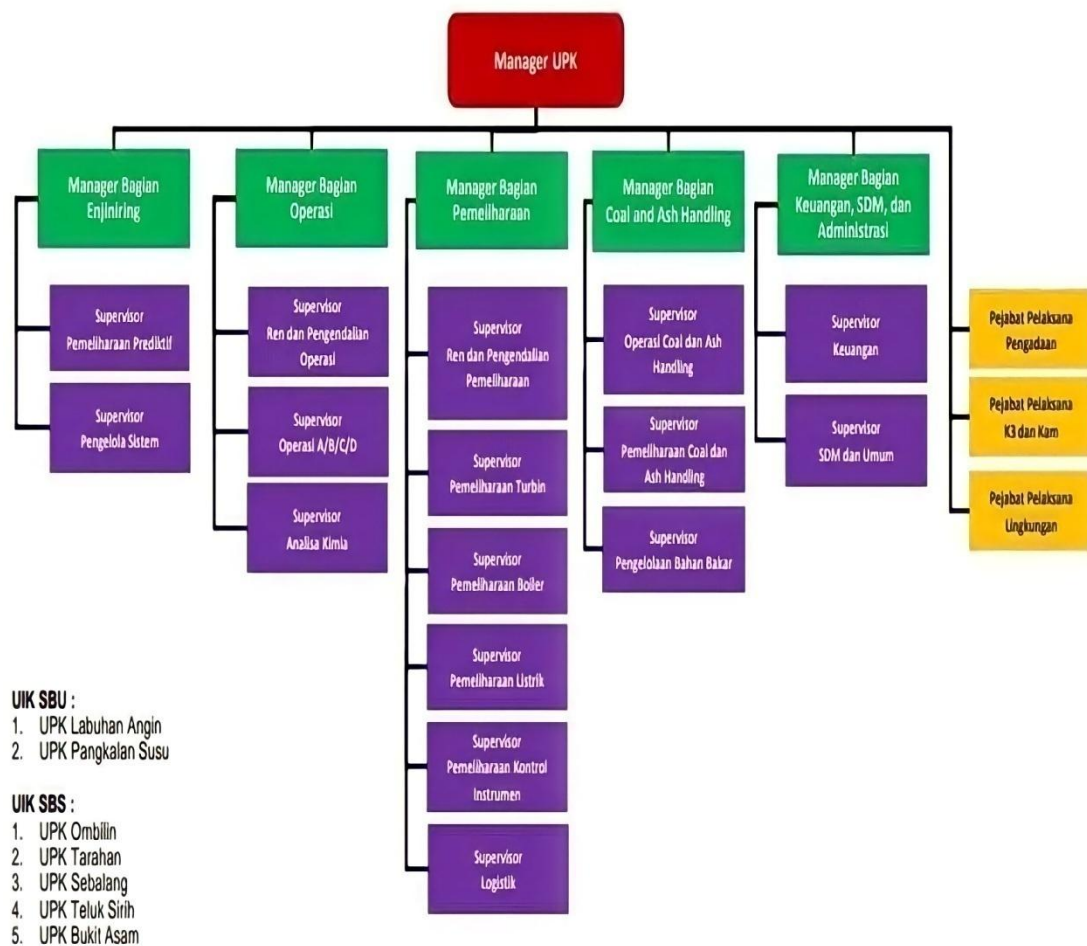 Manager UPK
Manager Bagian
Enjiniring
Manager Bagian
Operasi
Manager Bagian
Pemeliharaan
Manager Bagian
Coal and Ash Handling
Manager Bagian
Keuangan, SDM, dan
Administrasi
Supervisor
Pemeliharaan Prediktif
Supervisor
Pengelola Sistem
Supervisor
Ren dan Pengendalian
Operasi
Supervisor
Operasi A/B/C/D
Supervisor
Analisa Kimia
Supervisor
Ren dan Pengendalian
Pemeliharaan
Supervisor
Pemeliharaan Turbin
Supervisor
Pemeliharaan Boiler
Supervisor
Pemeliharaan Listrik
Supervisor
Pemeliharaan Kontrol
Instrumen
Supervisor
Logistik
Supervisor
Operasi Coal dan Ash
Handling
Supervisor
Pemeliharaan Coal dan
Ash Handling
Supervisor
Pengelolaan Bahan Bakar
Supervisor
Keuangan
Supervisor
SDM dan Umum
Pejabat Pelaksana
Pengadaan
Pejabat Pelaksana
K3 dan Kam
Pejabat Pelaksana
Lingkungan
UIK SBU :
1. UPK Labuhan Angin
2. UPK Pangkalan Susu
UIK SBS :
1. UPK Ombilin
2. UPK Tarahan
3. UPK Sebalang
4. UPK Teluk Sirih
5. UPK Bukit Asam